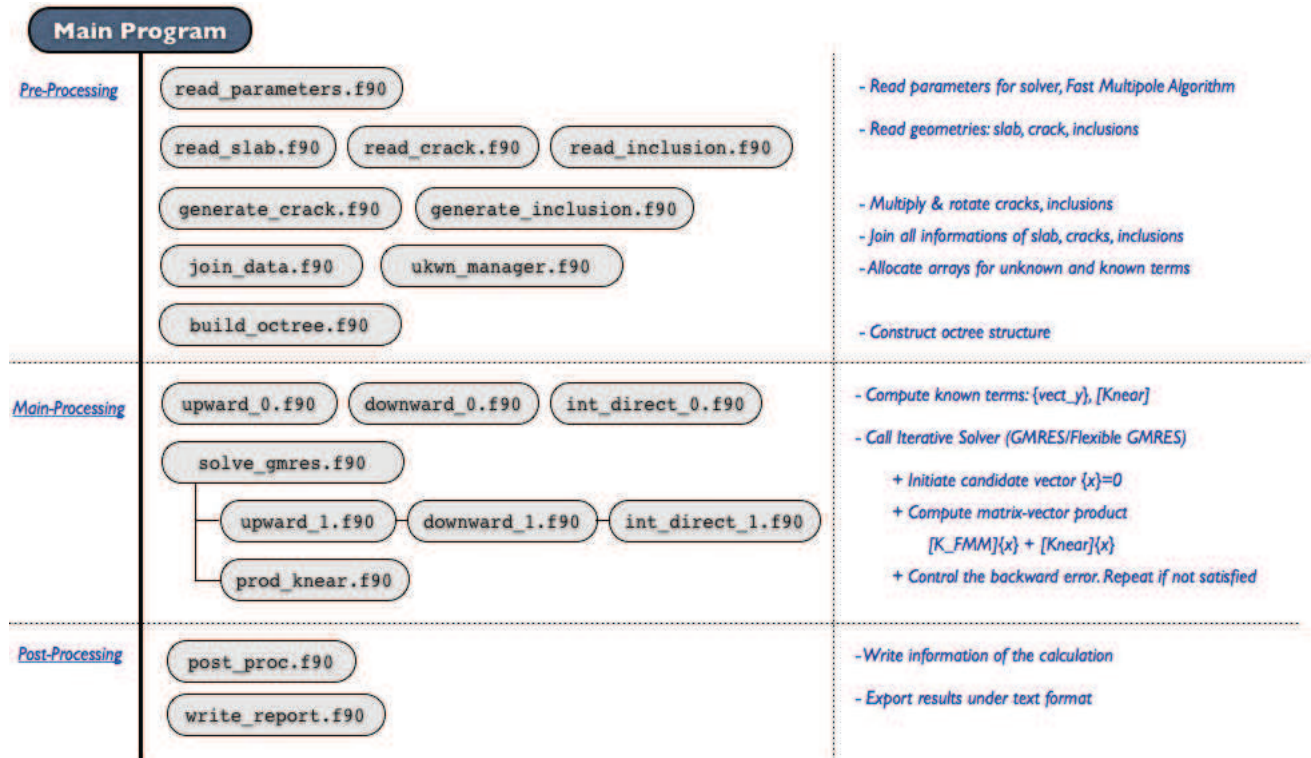 Main Program
Pre-Processing
read_parameters.f90
- Read parameters for solver, Fast Multipole Algorithm
read_slab.f90 read_crack.f90 read_inclusion.f90
- Read geometries: slab, crack, inclusions
generate_crack.f90 generate_inclusion.f90
- Multiply & rotate cracks, inclusions
- Join all informations of slab, cracks, inclusions
join_data.f90 ukwn_manager.f90
-Allocate arrays for unknown and known terms
build_octree.f90
- Construct octree structure
Main-Processing
upward_0.f90 downward_0.f90 int_direct_0.f90
- Compute known terms: {vect_y}, [Knear]
- Call Iterative Solver (GMRES/Flexible GMRES)
solve_gmres.f90
+ Initiate candidate vector {x}=0
upward_1.f90 downward_1.f90 int_direct_1.f90
+ Compute matrix-vector product
[K_FMM]{x} + [Knear]{x}
prod_knear.f90
+ Control the backward error. Repeat if not satisfied
Post-Processing
post_proc.f90
-Write information of the calculation
write_report.f90
- Export results under text format